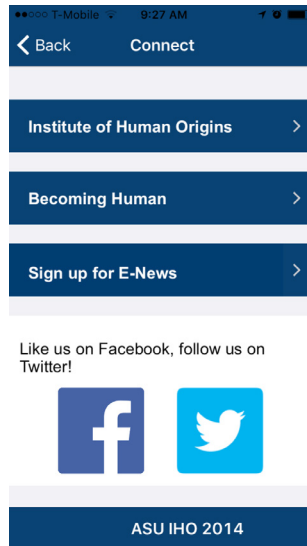 T-Mobile 9:27 AM
Back Connect
Institute of Human Origins
Becoming Human
Sign up for E-News
Like us on Facebook, follow us on
Twitter!
f
ASU IHO 2014